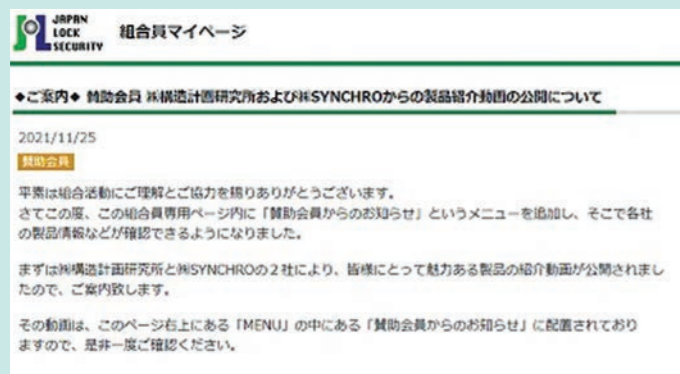 JAPAN
LOCK
SECURITY
組合員マイページ
◆ご案内◆ 賛助会員 ㈱構造計画研究所および㈱SYNCHROからの製品紹介動画の公開について
2021/11/25
賛助会員
平素は組合活動にご理解とご協力を賜りありがとうございます。
さてこの度、この組合員専用ページ内に「賛助会員からのお知らせ」というメニューを追加し、そこで各社
の製品情報などが確認できるようになりました。
まずは㈱構造計画研究所と㈱SYNCHROの２社により、皆様にとって魅力ある製品の紹介動画が公開されまし
たので、ご案内致します。
その動画は、このページ右上にある「MENU」の中にある「賛助会員からのお知らせ」に配置されており
ますので、是非一度ご確認ください。